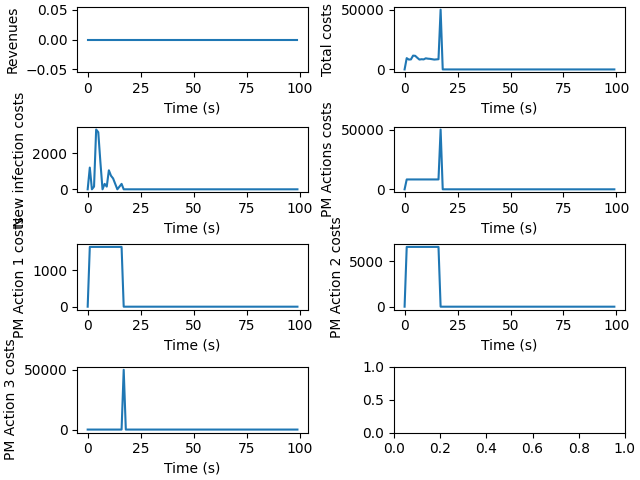 Revenues
0.05
0.00
−0.05
0 25 50 75 100
Time (s)
Total costs
50000
0
0 25 50 75 100
Time (s)
New infection costs
2000
0
0 25 50 75 100
Time (s)
PM Actions costs
50000
0
0 25 50 75 100
Time (s)
PM Action 1 costs
1000
0
0 25 50 75 100
Time (s)
PM Action 2 costs
5000
0
0 25 50 75 100
Time (s)
PM Action 3 costs
50000
0
0 25 50 75 100
Time (s)
1.0
0.5
0.0
0.0 0.2 0.4 0.6 0.8 1.0